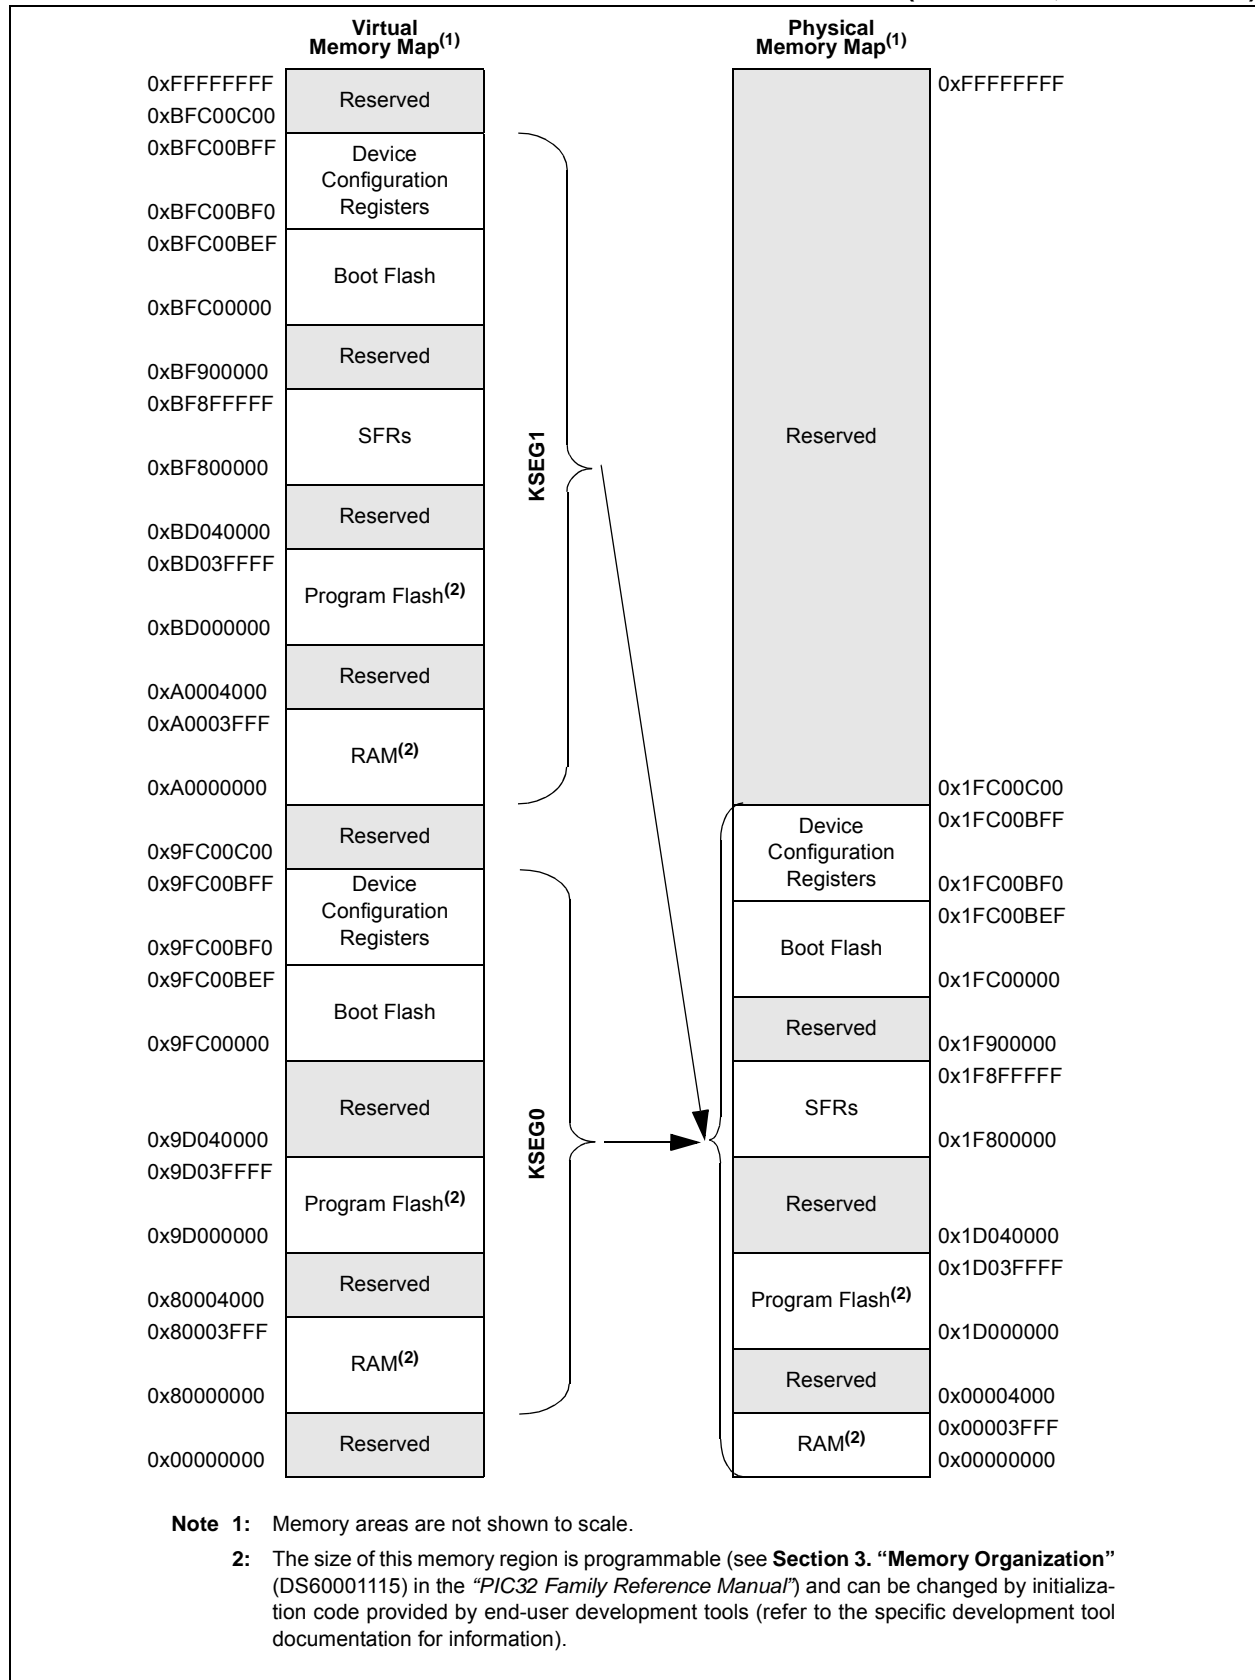 Virtual
Memory Map(1)
Physical
Memory Map(1)
0xFFFFFFFF
Reserved
0xBFC00C00
0xBFC00BFF
Device
Configuration
Registers
0xBFC00BF0
0xBFC00BEF
Boot Flash
0xBFC00000
Reserved
0xBF900000
0xBF8FFFFF
SFRs
0xBF800000
Reserved
0xBD040000
0xBD03FFFF
Program Flash(2)
0xBD000000
Reserved
0xA0004000
0xA0003FFF
RAM(2)
0xA0000000
Reserved
0x9FC00C00
0x9FC00BFF
Device
Configuration
Registers
0x9FC00BF0
0x9FC00BEF
Boot Flash
0x9FC00000
Reserved
0x9D040000
0x9D03FFFF
Program Flash(2)
0x9D000000
Reserved
0x80004000
0x80003FFF
RAM(2)
0x80000000
Reserved
0x00000000
KSEG1
KSEG0
0xFFFFFFFF
Reserved
0x1FC00C00
0x1FC00BFF
Device
Configuration
Registers
0x1FC00BF0
0x1FC00BEF
Boot Flash
0x1FC00000
Reserved
0x1F900000
0x1F8FFFFF
SFRs
0x1F800000
Reserved
0x1D040000
0x1D03FFFF
Program Flash(2)
0x1D000000
Reserved
0x00004000
0x00003FFF
RAM(2)
0x00000000
Note 1: Memory areas are not shown to scale.
2: The size of this memory region is programmable (see Section 3. “Memory Organization”
(DS60001115) in the “PIC32 Family Reference Manual”) and can be changed by initializa-
tion code provided by end-user development tools (refer to the specific development tool
documentation for information).